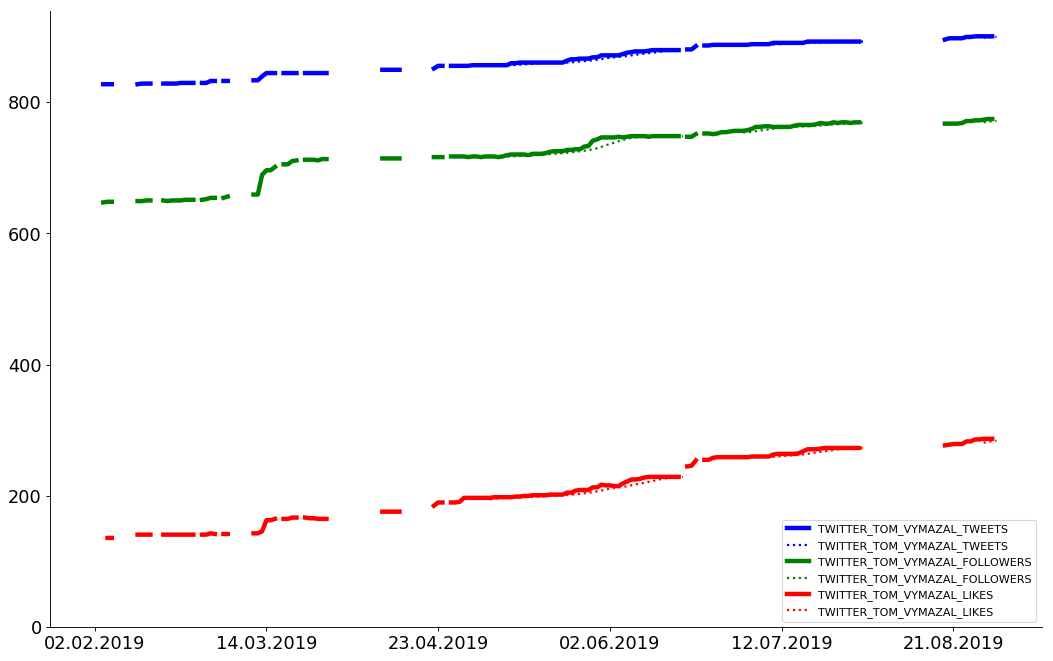 800
600
400
200
0
02.02.2019 14.03.2019 23.04.2019 02.06.2019 12.07.2019 21.08.2019
TWITTER_TOM_VYMAZAL_TWEETS
TWITTER_TOM_VYMAZAL_TWEETS
TWITTER_TOM_VYMAZAL_FOLLOWERS
TWITTER_TOM_VYMAZAL_FOLLOWERS
TWITTER_TOM_VYMAZAL_LIKES
TWITTER_TOM_VYMAZAL_LIKES